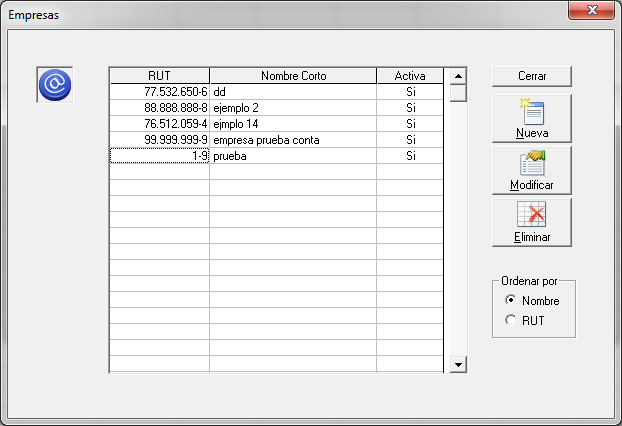 Empresas
RUT Nombre Corto Activa
77.532.650-6 dd Si
88.888.888-8 ejemplo 2 Si
76.512.059-4 ejmplo 14 Si
99.999.999-9 empresa prueba conta Si
1-9 prueba Si
Cerrar
Nueva
Modificar
Eliminar
Ordenar por
Nombre
RUT